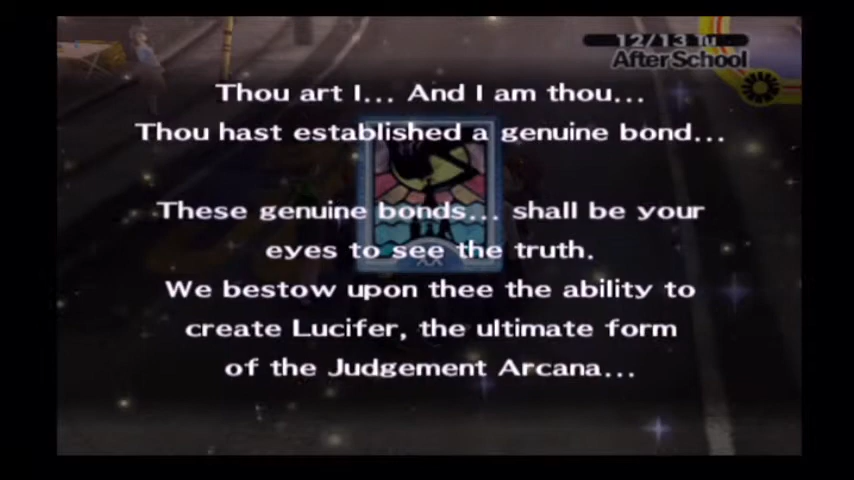 12/13 Tu
After School
Thou art I... And I am thou...
Thou hast established a genuine bond...
These genuine bonds... shall be your
eyes to see the truth.
We bestow upon thee the ability to
create Lucifer, the ultimate form
of the Judgement Arcana...
XX